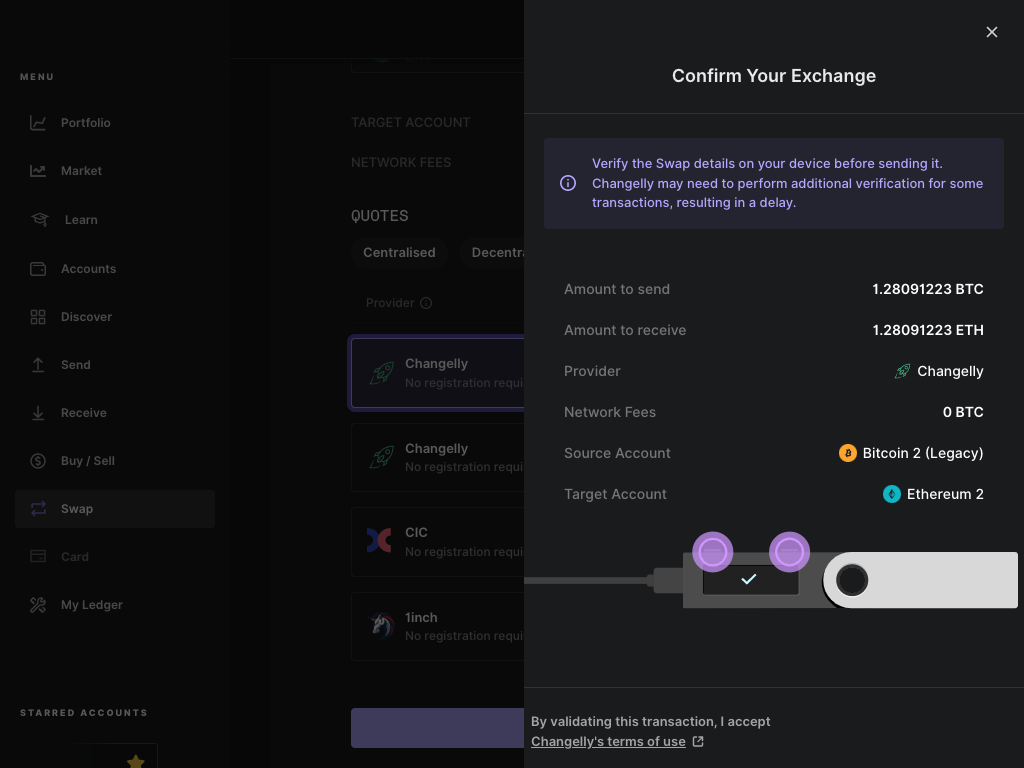 MENU
Portfolio
Market
Learn
Accounts
Discover
Send
Receive
Buy / Sell
Swap
Card
My Ledger
STARRED ACCOUNTS
TARGET ACCOUNT
NETWORK FEES
QUOTES
Centralised
Decentra
Provider
Changelly
No registration requi
Changelly
No registration requi
CIC
No registration requi
1inch
No registration requi
Confirm Your Exchange
Verify the Swap details on your device before sending it.
Changelly may need to perform additional verification for some
transactions, resulting in a delay.
Amount to send 1.28091223 BTC
Amount to receive 1.28091223 ETH
Provider Changelly
Network Fees 0 BTC
Source Account Bitcoin 2 (Legacy)
Target Account Ethereum 2
By validating this transaction, I accept
Changelly's terms of use